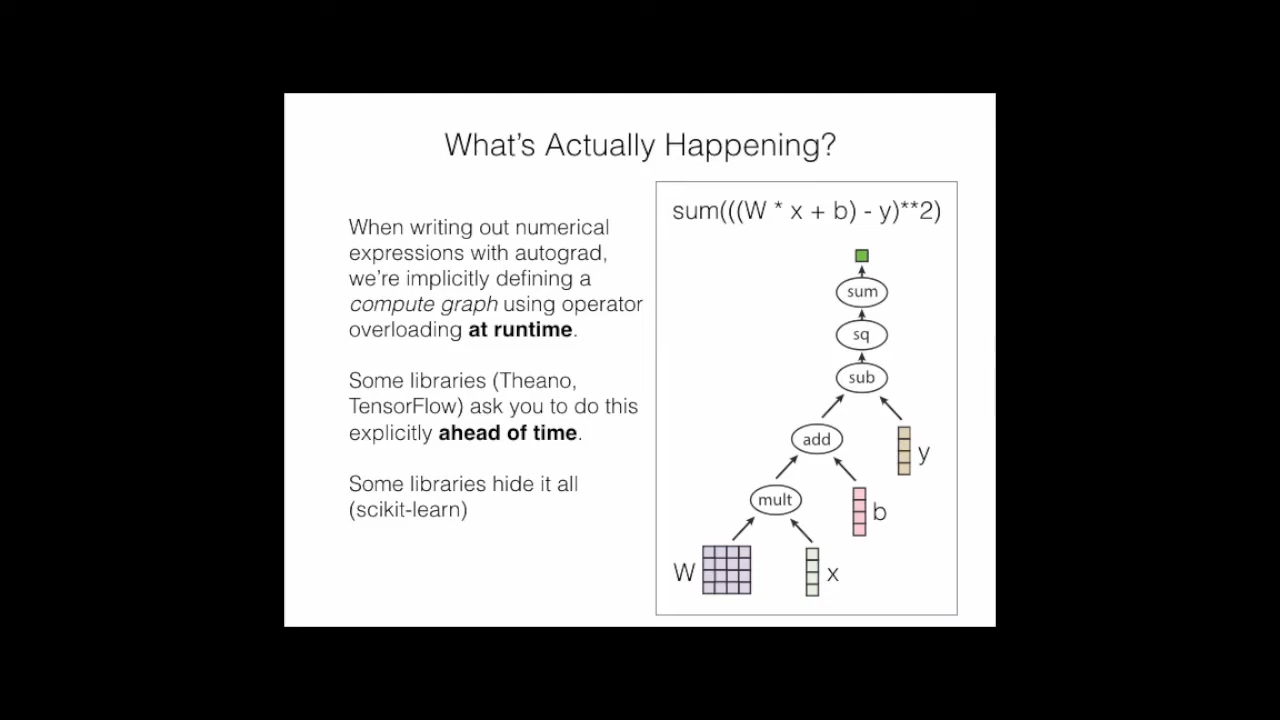 What's Actually Happening?
When writing out numerical
expressions with autograd,
we're implicitly defining a
compute graph using operator
overloading at runtime.
Some libraries (Theano,
TensorFlow) ask you to do this
explicitly ahead of time.
Some libraries hide it all
(scikit-learn)
sum(((W * x + b) - y)**2)
sum
sq
sub
add
y
mult
b
W
x